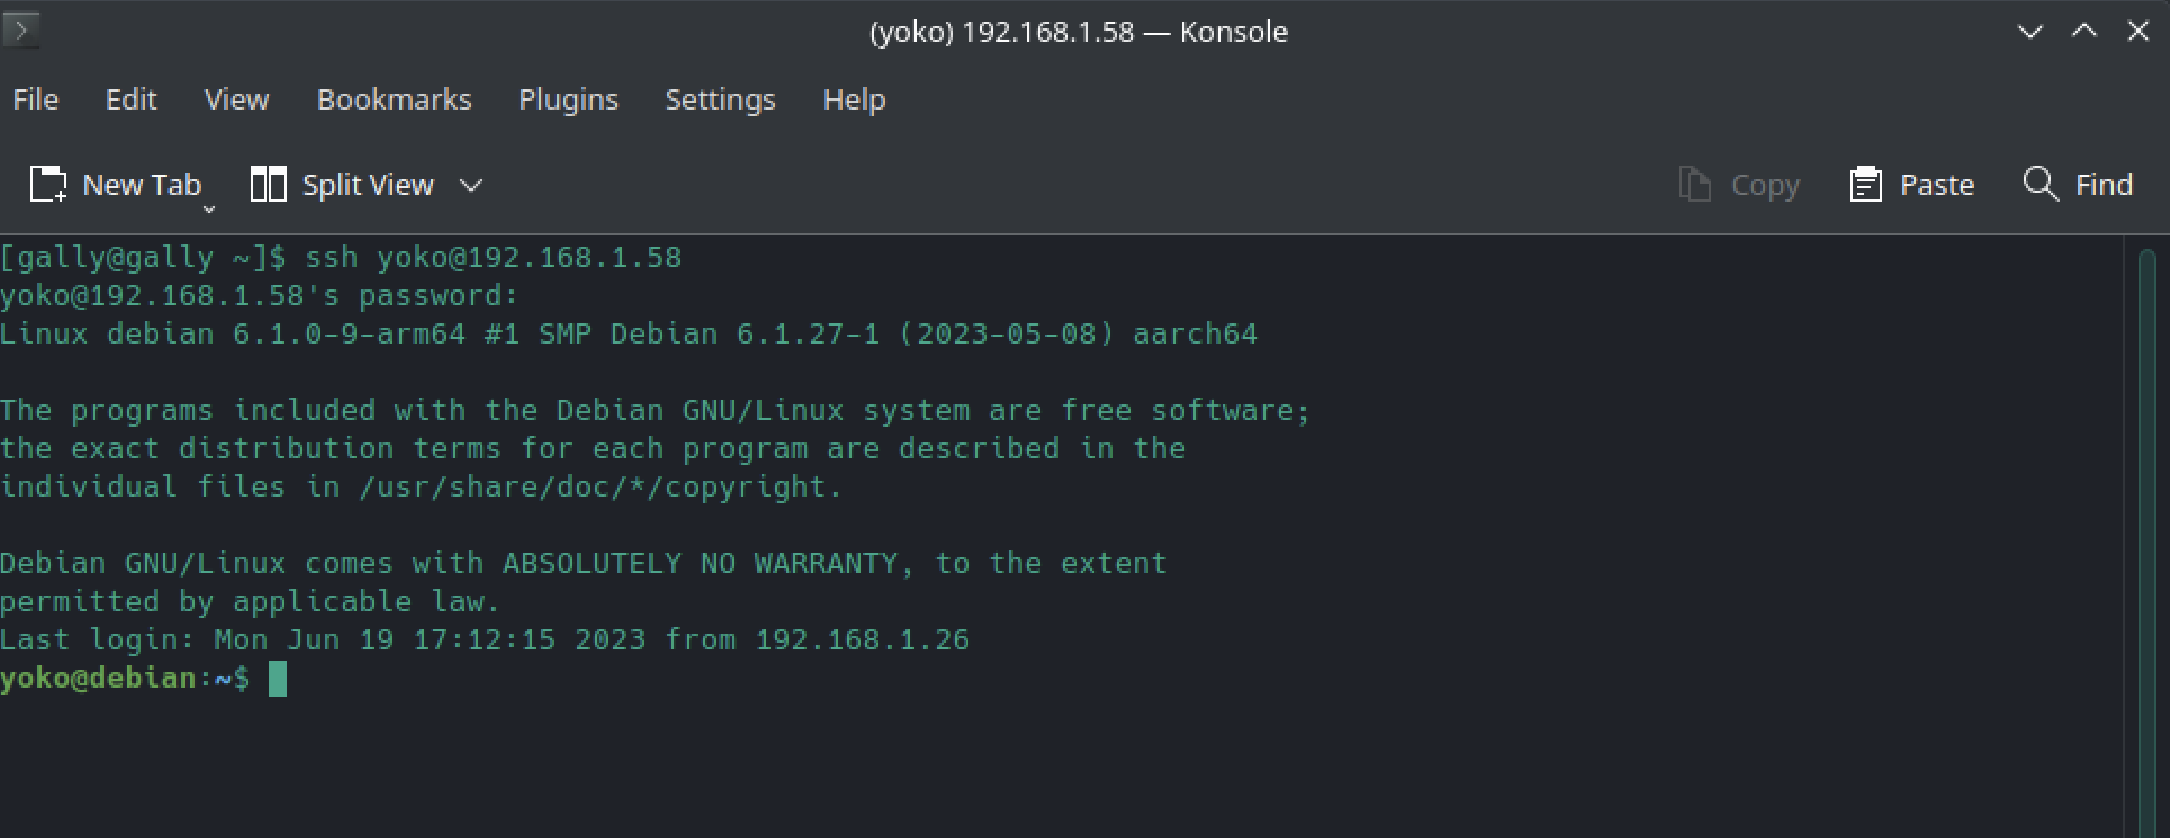 (yoko) 192.168.1.58 — Konsole
File Edit View Bookmarks Plugins Settings Help
New Tab Split View Copy Paste Find
[gally@gally ~]$ ssh yoko@192.168.1.58
yoko@192.168.1.58's password:
Linux debian 6.1.0-9-arm64 #1 SMP Debian 6.1.27-1 (2023-05-08) aarch64
The programs included with the Debian GNU/Linux system are free software;
the exact distribution terms for each program are described in the
individual files in /usr/share/doc/*/copyright.
Debian GNU/Linux comes with ABSOLUTELY NO WARRANTY, to the extent
permitted by applicable law.
Last login: Mon Jun 19 17:12:15 2023 from 192.168.1.26
yoko@debian:~$